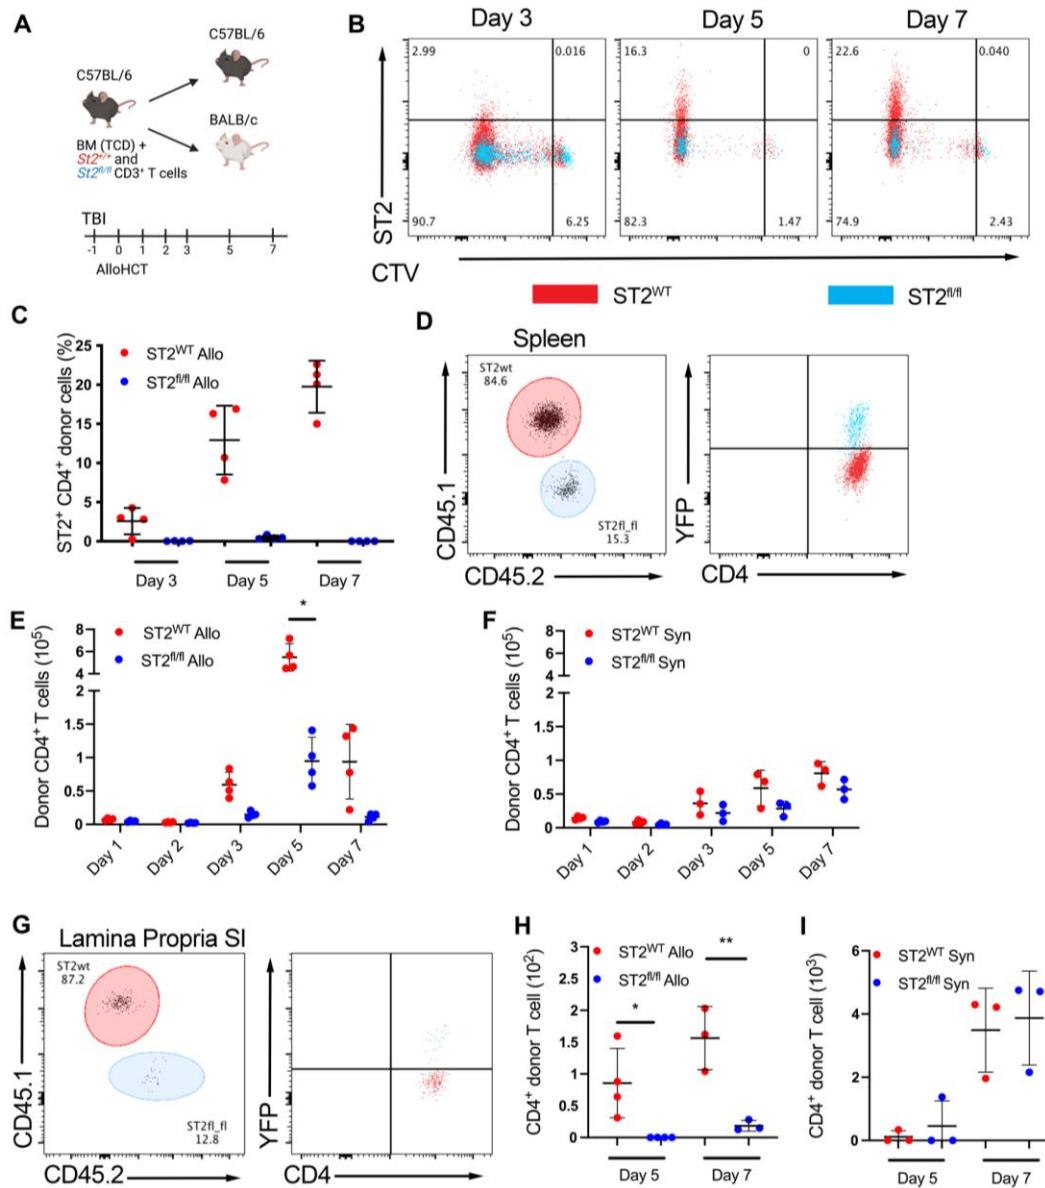 A
C57BL/6
C57BL/6
BALB/c
BM (TCD) +
St2+/+ and
St2fl/fl CD3+ T cells
TBI
-1 0 1 2 3 5 7
AlloHCT
B
Day 3 Day 5 Day 7
2.99 0.016 16.3 0 22.6 0.040
90.7 6.25 82.3 1.47 74.9 2.43
ST2
CTV
ST2WT ST2fl/fl
C
ST2+ CD4+ donor cells (%)
ST2WT Allo
ST2fl/fl Allo
25
20
15
10
5
0
Day 3 Day 5 Day 7
D
Spleen
ST2wt
84.6
ST2fl_fl
15.3
CD45.1
CD45.2
YFP
CD4
E
Donor CD4+ T cells (10⁵)
ST2WT Allo
ST2fl/fl Allo
*
8
6
4
2
1.5
1
0.5
0
Day 1 Day 2 Day 3 Day 5 Day 7
F
Donor CD4+ T cells (10⁵)
ST2WT Syn
ST2fl/fl Syn
8
6
4
2
1.5
1
0.5
0
Day 1 Day 2 Day 3 Day 5 Day 7
G
Lamina Propria SI
ST2wt
87.2
ST2fl_fl
12.8
CD45.1
CD45.2
YFP
CD4
H
CD4+ donor T cell (10²)
ST2WT Allo
ST2fl/fl Allo
* **
3
2.5
2
1.5
1
0.5
0
Day 5 Day 7
I
CD4+ donor T cell (10³)
ST2WT Syn
ST2fl/fl Syn
6
4
2
0
Day 5 Day 7